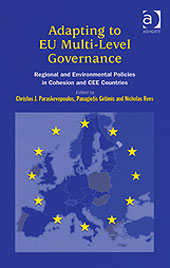 ASHGATE
Adapting to
EU Multi-Level
Governance
Regional and Environmental Policies
in Cohesion and CEE Countries
Edited by
Christos J. Paraskevopoulos, Panagiotis Getimis and Nicholas Rees